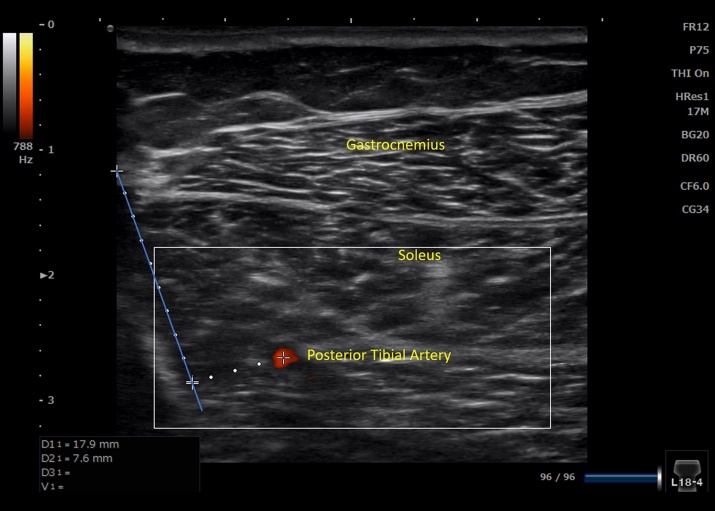 0
788
Hz
1
2
3
Gastrocnemius
Soleus
Posterior Tibial Artery
FR12
P75
THI On
HRes1
17M
BG20
DR60
CF6.0
CG34
D1 1 = 17.9 mm
D2 1 = 7.6 mm
D3 1 =
V 1 =
96 / 96
L18-4